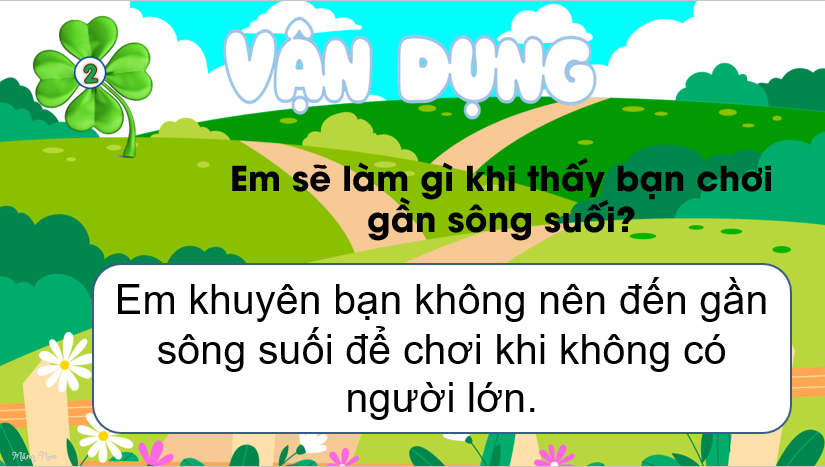 2
VẬN DỤNG
Em sẽ làm gì khi thấy bạn chơi
gần sông suối?
Em khuyên bạn không nên đến gần
sông suối để chơi khi không có
người lớn.